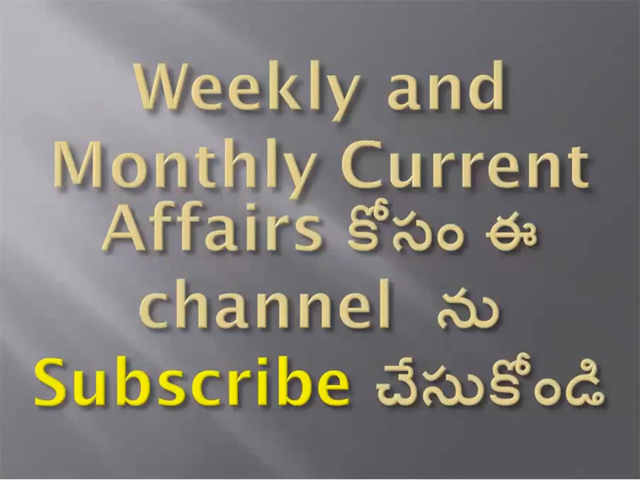 Weekly and
Monthly Current
Affairs కోసం ఈ
channel ను
Subscribe చేసుకోండి